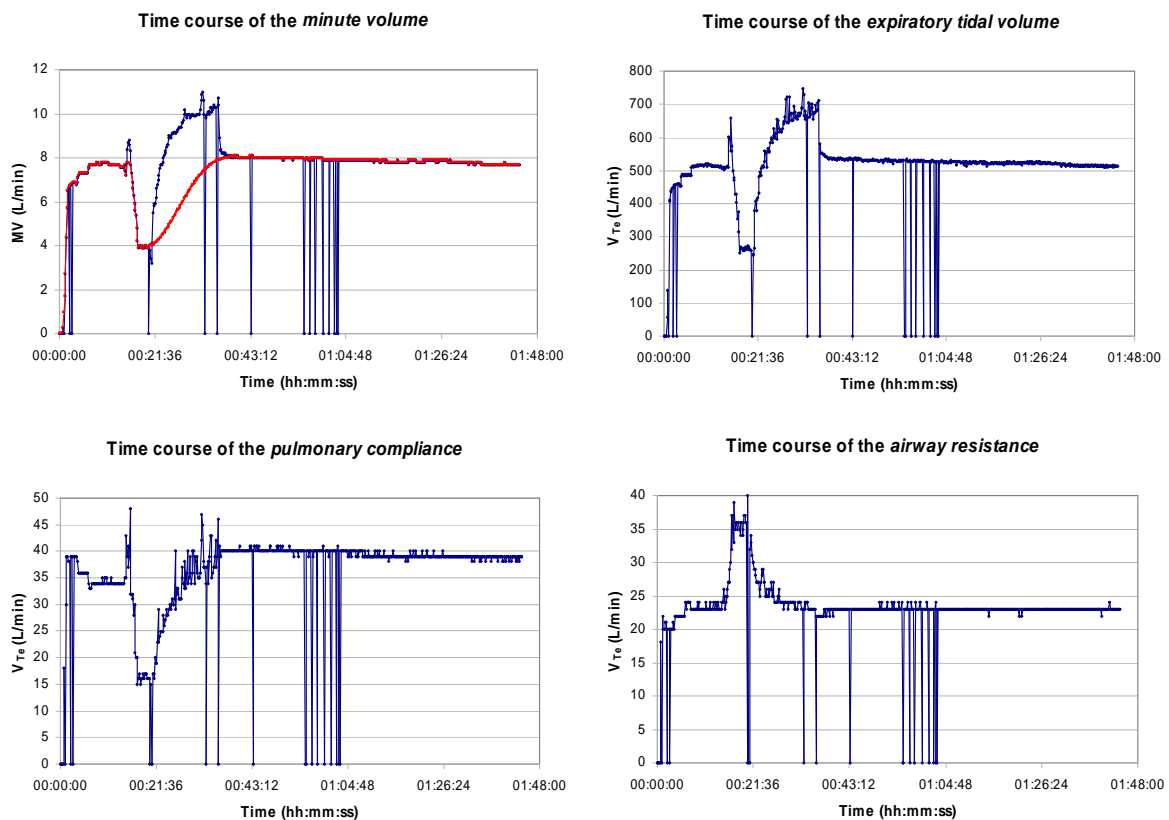 Time course of the minute volume
12
10
8
6
4
2
0
MV (L/min)
00:00:00 00:21:36 00:43:12 01:04:48 01:26:24 01:48:00
Time (hh:mm:ss)
Time course of the expiratory tidal volume
800
700
600
500
400
300
200
100
0
VTe (L/min)
00:00:00 00:21:36 00:43:12 01:04:48 01:26:24 01:48:00
Time (hh:mm:ss)
Time course of the pulmonary compliance
50
45
40
35
30
25
20
15
10
5
0
VTe (L/min)
00:00:00 00:21:36 00:43:12 01:04:48 01:26:24 01:48:00
Time (hh:mm:ss)
Time course of the airway resistance
40
35
30
25
20
15
10
5
0
VTe (L/min)
00:00:00 00:21:36 00:43:12 01:04:48 01:26:24 01:48:00
Time (hh:mm:ss)